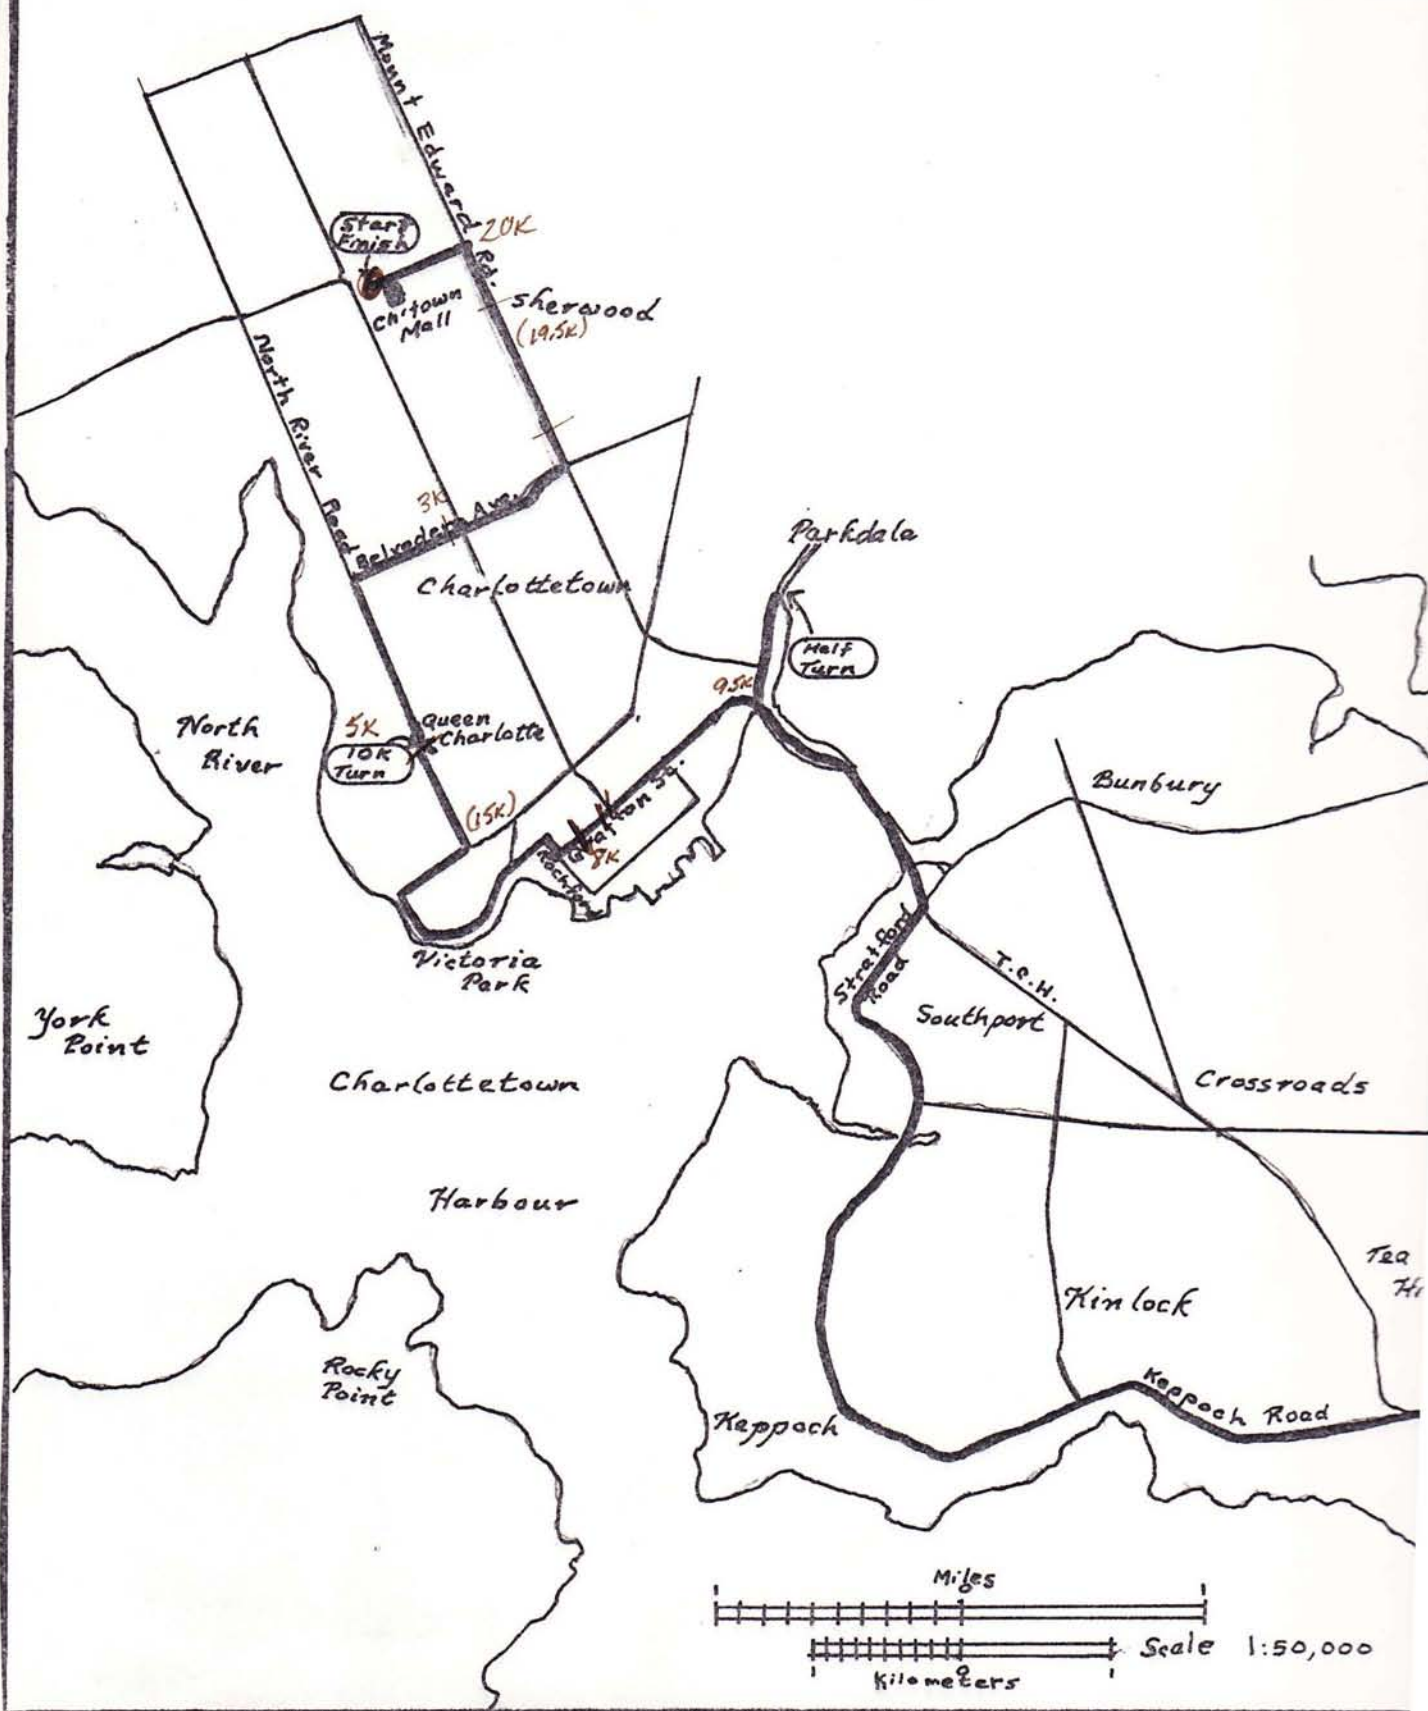 Mount Edward Rd.
Start
Finish
20K
Ch'town
Mall
Sherwood
(19.5K)
North River Road
3K
Belvedere Ave.
Parkdale
Charlottetown
Half
Turn
9.5K
North
River
5K
10K
Turn
Queen
Charlotte
Bunbury
(15K)
Grafton
8K
Rochford
Victoria
Park
Stratford
Road
T.C.H.
Southport
York
Point
Charlottetown
Harbour
Crossroads
Tea
Kinlock
Rocky
Point
Keppoch
Keppoch Road
Miles
0
Scale 1:50,000
0
Kilometers